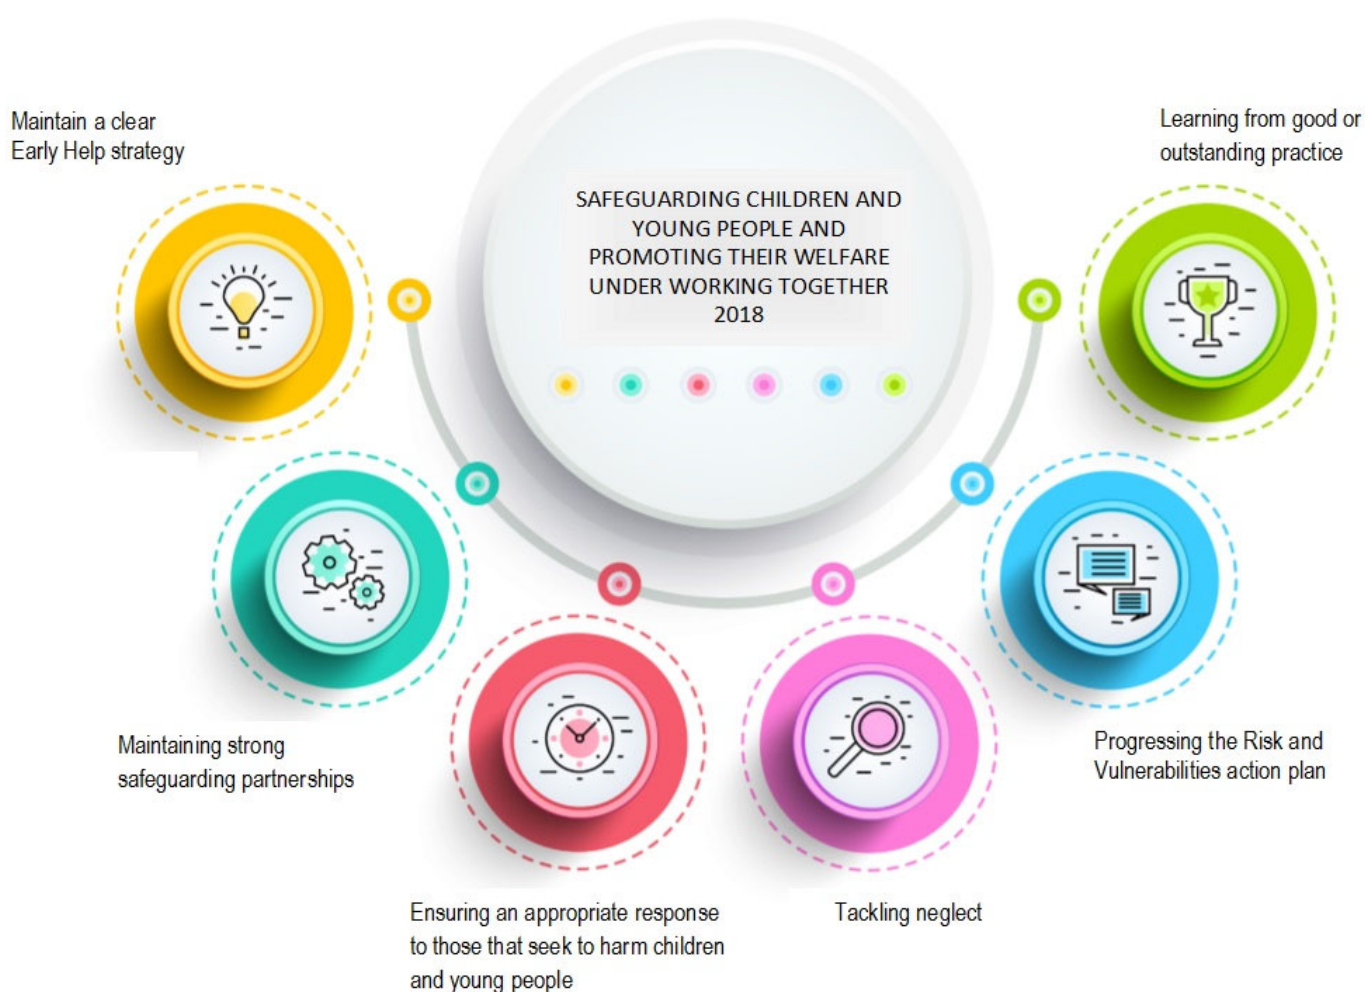 SAFEGUARDING CHILDREN AND
YOUNG PEOPLE AND
PROMOTING THEIR WELFARE
UNDER WORKING TOGETHER
2018
Maintain a clear
Early Help strategy
Maintaining strong
safeguarding partnerships
Ensuring an appropriate response
to those that seek to harm children
and young people
Tackling neglect
Progressing the Risk and
Vulnerabilities action plan
Learning from good or
outstanding practice